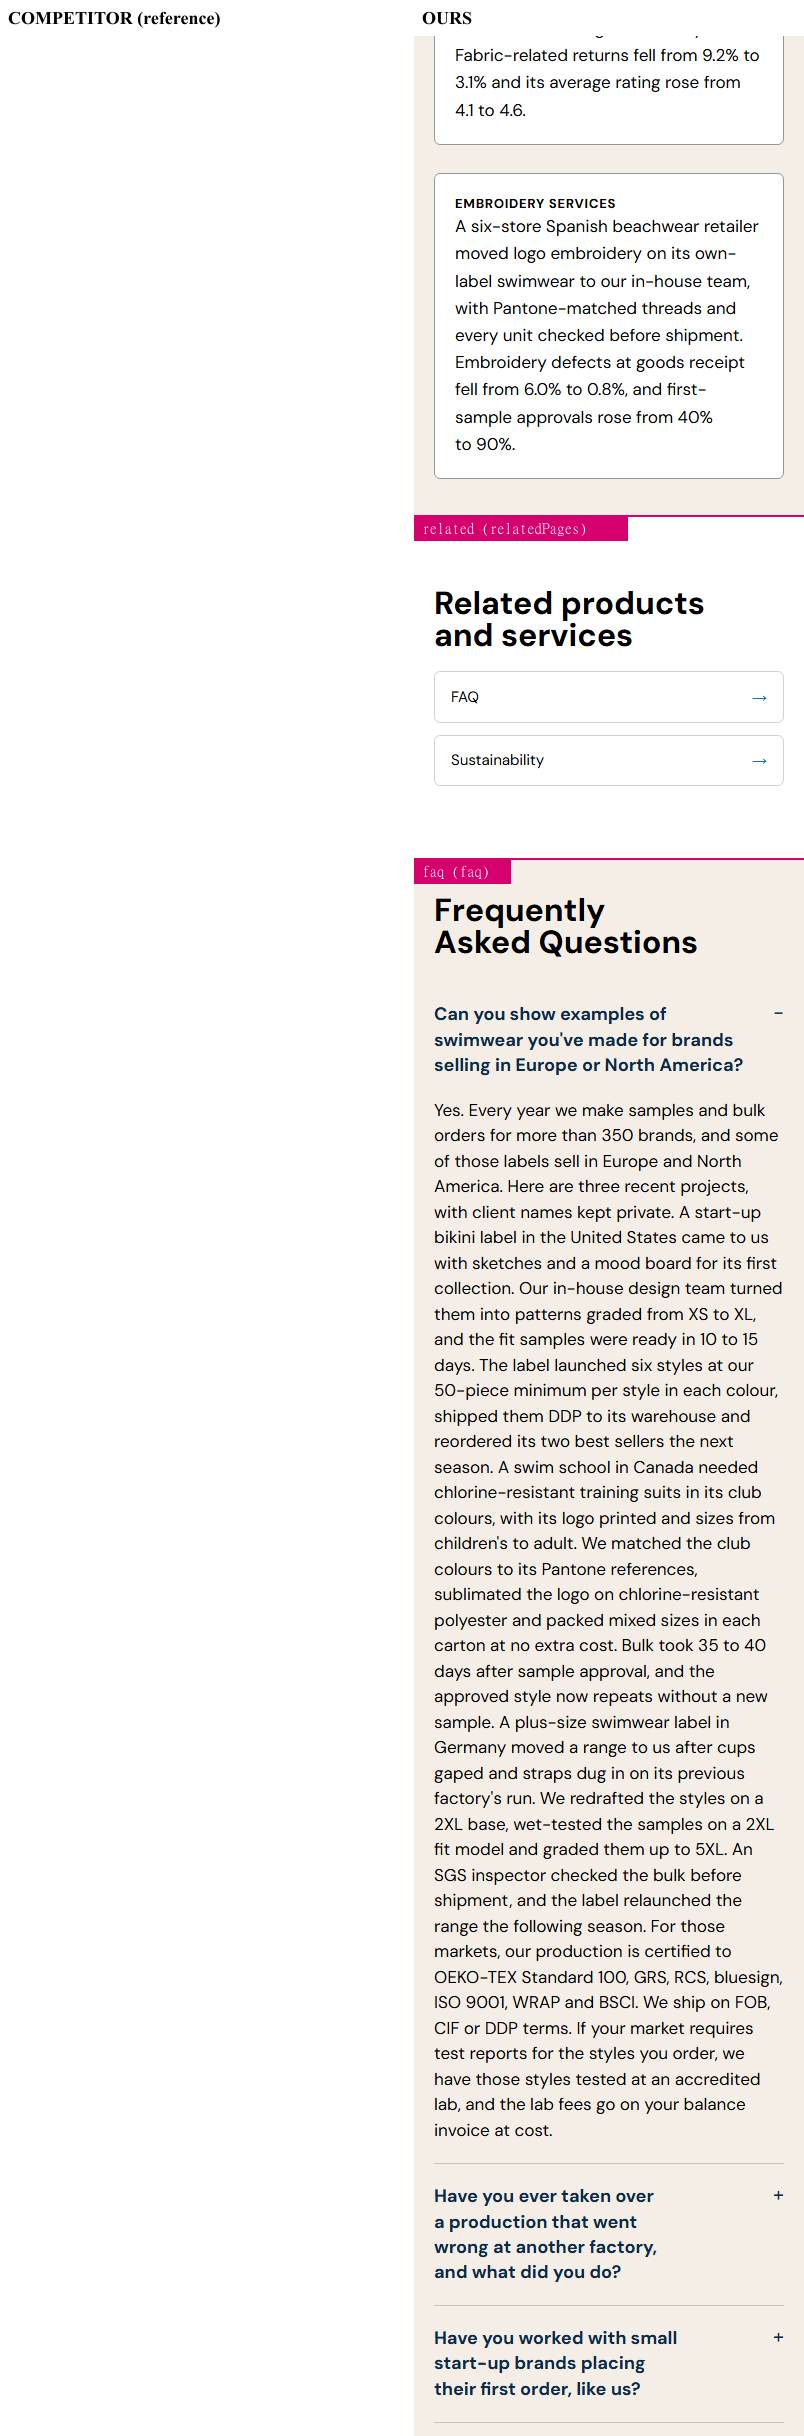 COMPETITOR (reference)
OURS
Fabric-related returns fell from 9.2% to
3.1% and its average rating rose from
4.1 to 4.6.
EMBROIDERY SERVICES
A six-store Spanish beachwear retailer
moved logo embroidery on its own-
label swimwear to our in-house team,
with Pantone-matched threads and
every unit checked before shipment.
Embroidery defects at goods receipt
fell from 6.0% to 0.8%, and first-
sample approvals rose from 40%
to 90%.
related (relatedPages)
Related products
and services
FAQ →
Sustainability →
faq (faq)
Frequently
Asked Questions
Can you show examples of −
swimwear you've made for brands
selling in Europe or North America?
Yes. Every year we make samples and bulk
orders for more than 350 brands, and some
of those labels sell in Europe and North
America. Here are three recent projects,
with client names kept private. A start-up
bikini label in the United States came to us
with sketches and a mood board for its first
collection. Our in-house design team turned
them into patterns graded from XS to XL,
and the fit samples were ready in 10 to 15
days. The label launched six styles at our
50-piece minimum per style in each colour,
shipped them DDP to its warehouse and
reordered its two best sellers the next
season. A swim school in Canada needed
chlorine-resistant training suits in its club
colours, with its logo printed and sizes from
children's to adult. We matched the club
colours to its Pantone references,
sublimated the logo on chlorine-resistant
polyester and packed mixed sizes in each
carton at no extra cost. Bulk took 35 to 40
days after sample approval, and the
approved style now repeats without a new
sample. A plus-size swimwear label in
Germany moved a range to us after cups
gaped and straps dug in on its previous
factory's run. We redrafted the styles on a
2XL base, wet-tested the samples on a 2XL
fit model and graded them up to 5XL. An
SGS inspector checked the bulk before
shipment, and the label relaunched the
range the following season. For those
markets, our production is certified to
OEKO-TEX Standard 100, GRS, RCS, bluesign,
ISO 9001, WRAP and BSCI. We ship on FOB,
CIF or DDP terms. If your market requires
test reports for the styles you order, we
have those styles tested at an accredited
lab, and the lab fees go on your balance
invoice at cost.
Have you ever taken over +
a production that went
wrong at another factory,
and what did you do?
Have you worked with small +
start-up brands placing
their first order, like us?